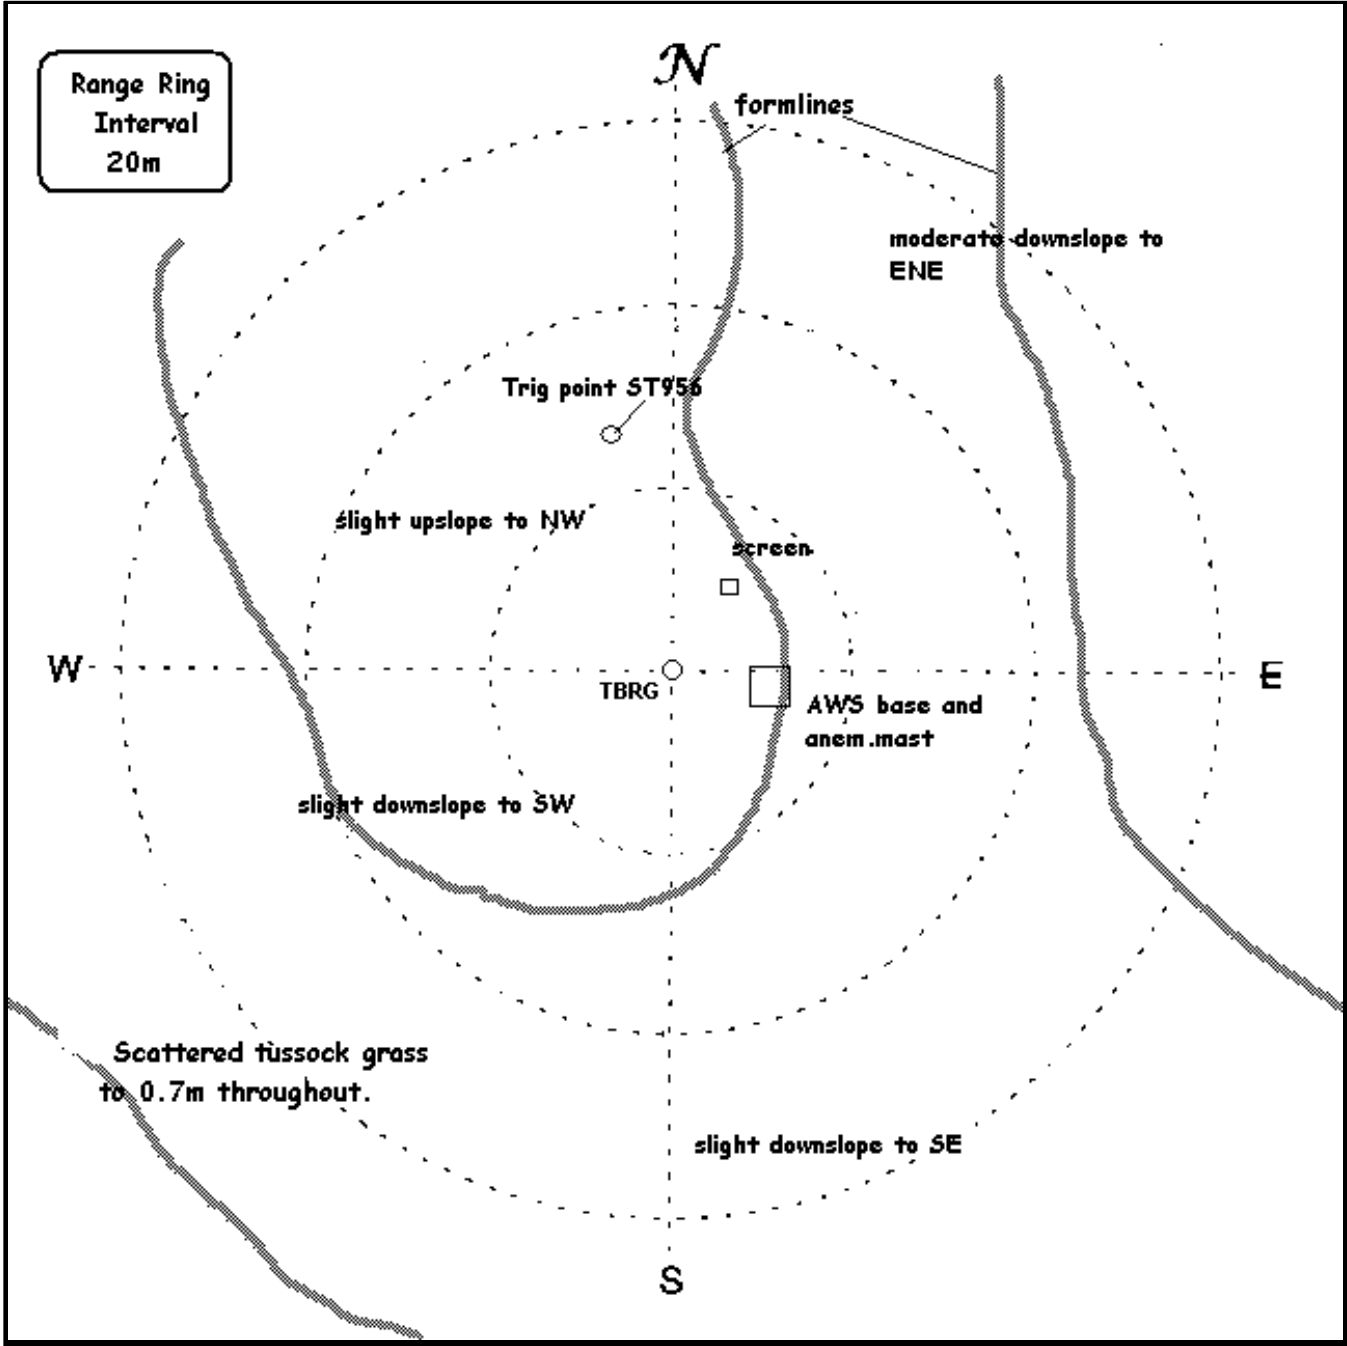 N
Range Ring
Interval
20m
formlines
moderate downslope to
ENE
Trig point ST956
slight upslope to NW
screen
W
E
TBRG
AWS base and
anem.mast
slight downslope to SW
Scattered tussock grass
to 0.7m throughout.
slight downslope to SE
S